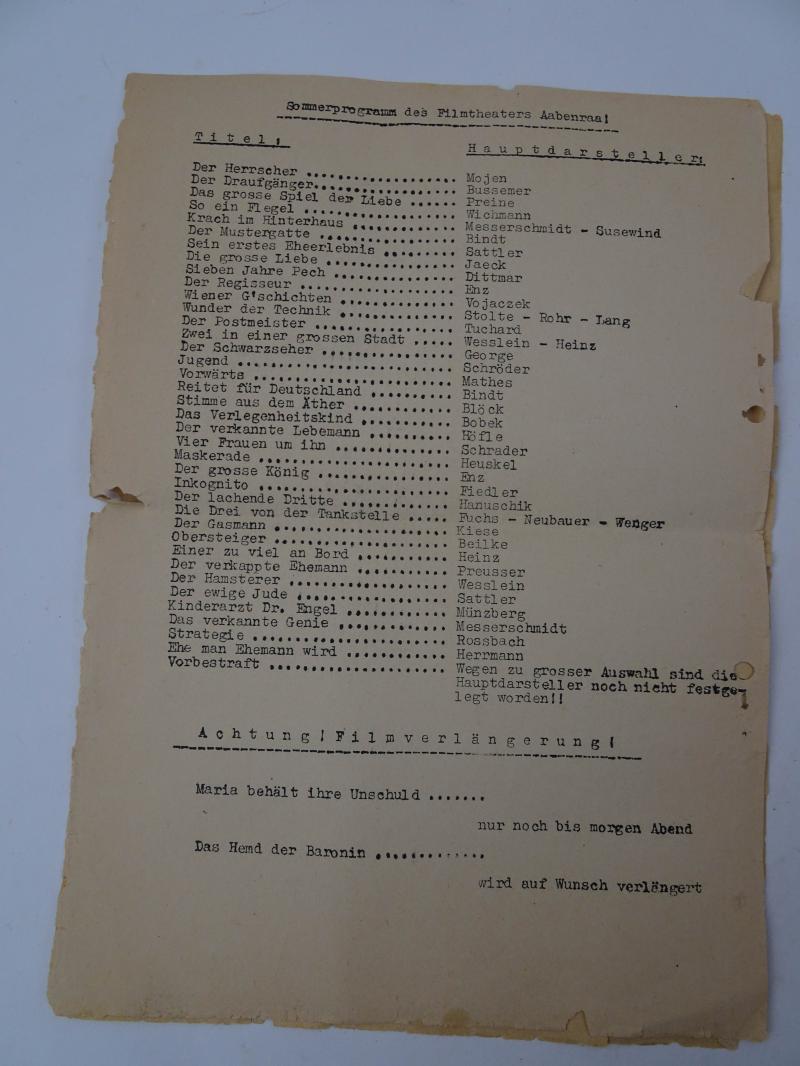 Sommerprogramm des Filmtheaters Aabenraa!
Titel: Hauptdarsteller:
Der Herrscher .................... Mojen
Der Draufgänger.................. Bussemer
Das grosse Spiel der Liebe ...... Preine
So ein Flegel .................... Wichmann
Krach im Hinterhaus ............. Messerschmidt - Susewind
Der Mustergatte ................. Bindt
Sein erstes Eheerlebnis ......... Sattler
Die grosse Liebe ................ Jaeck
Sieben Jahre Pech ............... Dittmar
Der Regisseur ................... Enz
Wiener G'schichten .............. Vojaczek
Wunder der Technik .............. Stolte - Rohr - Lang
Der Postmeister ................. Tuchard
Zwei in einer grossen Stadt ..... Wesslein - Heinz
Der Schwarzseher ................ George
Jugend .......................... Schröder
Vorwärts ........................ Mathes
Reitet für Deutschland .......... Bindt
Stimme aus dem Äther ............ Blöck
Das Verlegenheitskind ........... Bobek
Der verkannte Lebemann .......... Höfle
Vier Frauen um ihn .............. Schrader
Maskerade ....................... Heuskel
Der grosse König ................ Enz
Inkognito ....................... Fiedler
Der lachende Dritte ............. Hanuschik
Die Drei von der Tankstelle ..... Fuchs - Neubauer - Wenger
Der Gasmann ..................... Kiese
Obersteiger ..................... Beilke
Einer zu viel an Bord ........... Heinz
Der verkappte Ehemann ........... Preusser
Der Hamsterer ................... Wesslein
Der ewige Jude .................. Sattler
Kinderarzt Dr. Engel ............ Münzberg
Das verkannte Genie ............. Messerschmidt
Strategie ....................... Rossbach
Ehe man Ehemann wird ............ Herrmann
Vorbestraft ..................... Wegen zu grosser Auswahl sind die
Hauptdarsteller noch nicht festge-
legt worden!!
Achtung! Filmverlängerung!
Maria behält ihre Unschuld .......
nur noch bis morgen Abend
Das Hemd der Baronin .............
wird auf Wunsch verlängert